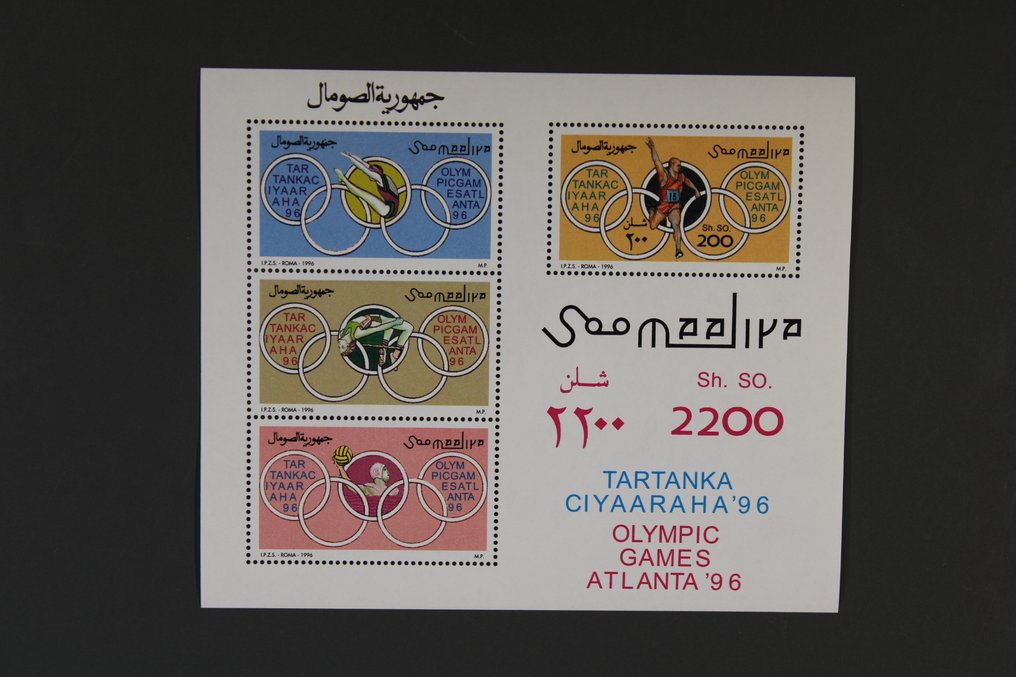 جمهورية الصومال
جمهورية الصومال Soomaaliya
TAR
TANKAC
IYAAR
AHA
96
OLYM
PICGAM
ESATL
ANTA
96
I.P.Z.S. - ROMA - 1996 M.P.
جمهورية الصومال Soomaaliya
TAR
TANKAC
IYAAR
AHA
96
OLYM
PICGAM
ESATL
ANTA
96
I.P.Z.S. - ROMA - 1996 M.P.
جمهورية الصومال Soomaaliya
TAR
TANKAC
IYAAR
AHA
96
OLYM
PICGAM
ESATL
ANTA
96
I.P.Z.S. - ROMA - 1996 M.P.
جمهورية الصومال Soomaaliya
TAR
TANKAC
IYAAR
AHA
96
15
OLYM
PICGAM
ESATL
ANTA
96
شلن Sh. SO.
٢٠٠ 200
I.P.Z.S. - ROMA - 1996 M.P.
Soomaaliya
شلن Sh. SO.
٢٢٠٠ 2200
TARTANKA
CIYAARAHA '96
OLYMPIC
GAMES
ATLANTA '96